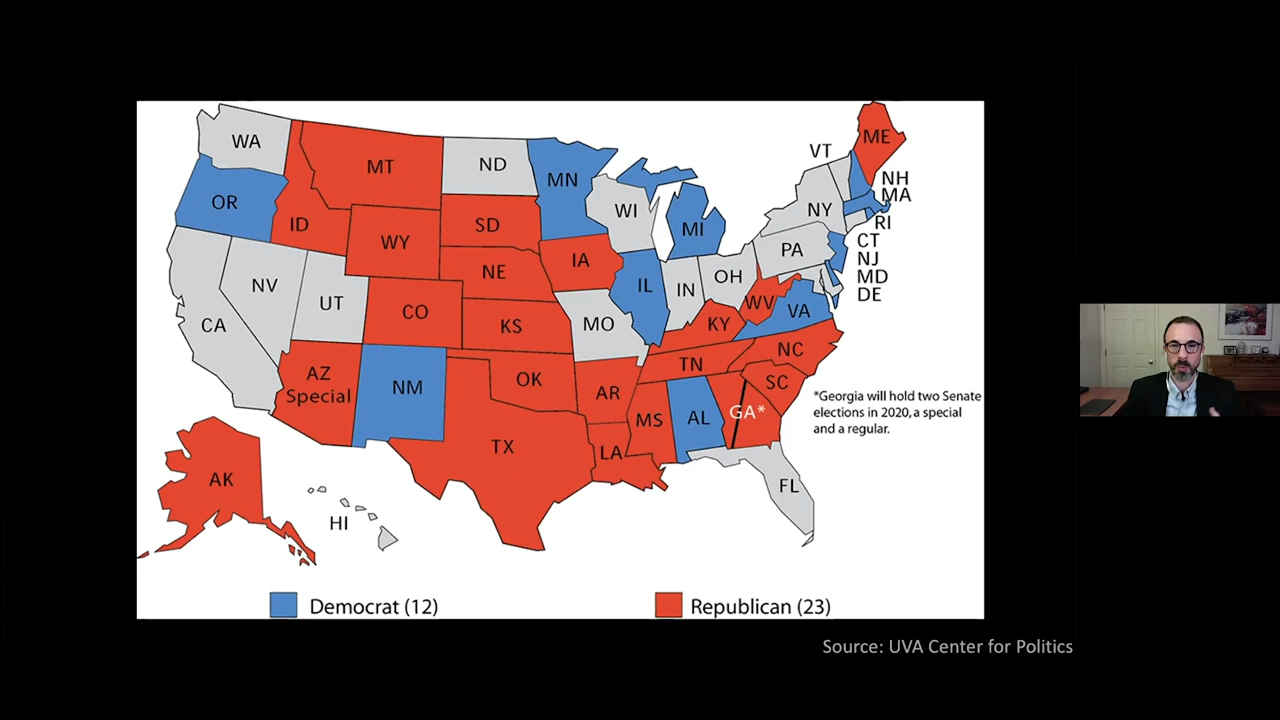 WA
MT
ND
MN
OR
ID
WY
SD
WI
MI
VT
ME
NH
MA
NY
RI
CT
NJ
MD
DE
PA
NV
UT
CO
NE
IA
IL
IN
OH
WV
VA
CA
KS
MO
KY
AZ
Special
NM
OK
AR
TN
NC
SC
TX
LA
MS
AL
GA*
FL
*Georgia will hold two Senate
elections in 2020, a special
and a regular.
AK
HI
Democrat (12)
Republican (23)
Source: UVA Center for Politics